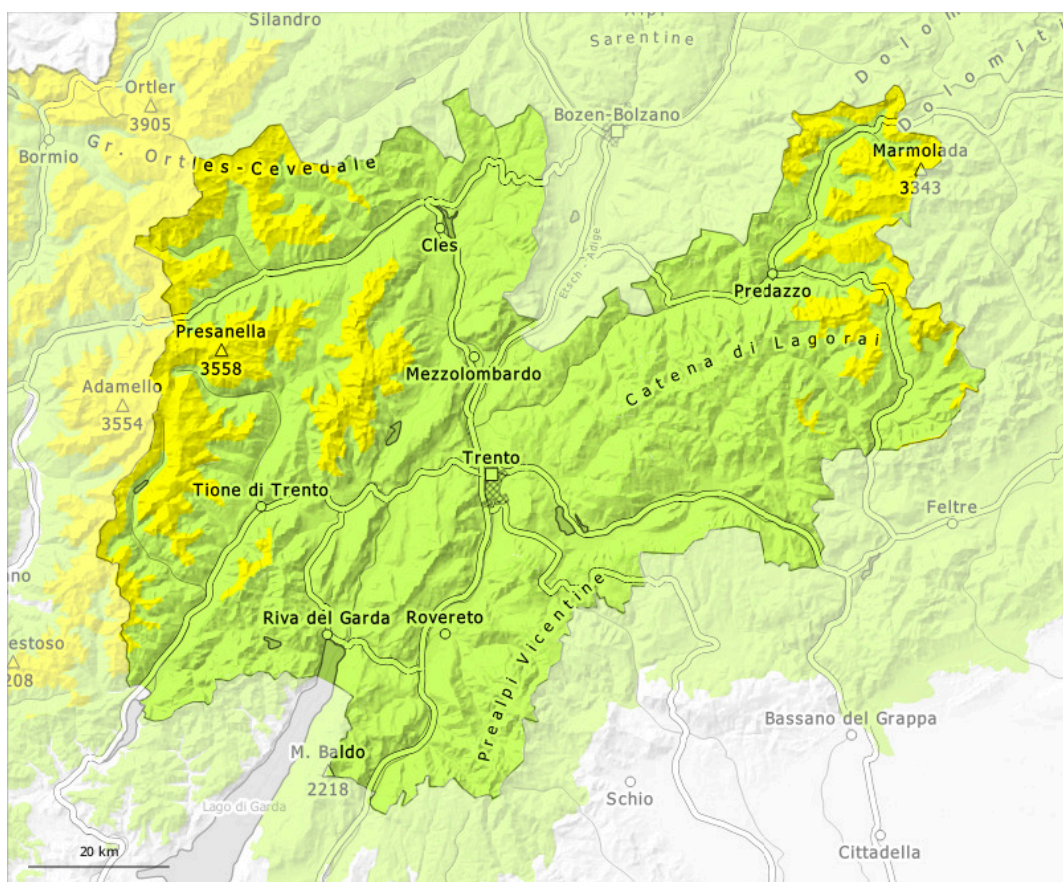 Silandro
Sarentine
Ortler
3905
Bormio
Gr. Ortles-Cevedale
Bozen-Bolzano
Dolomiti
Marmolada
3343
Cles
Etsch - Adige
Predazzo
Presanella
3558
Adamello
3554
Mezzolombardo
Catena di Lagorai
Trento
Tione di Trento
Feltre
Riva del Garda
Rovereto
208
Prealpi Vicentine
M. Baldo
2218
Lago di Garda
Bassano del Grappa
Schio
20 km
Cittadella